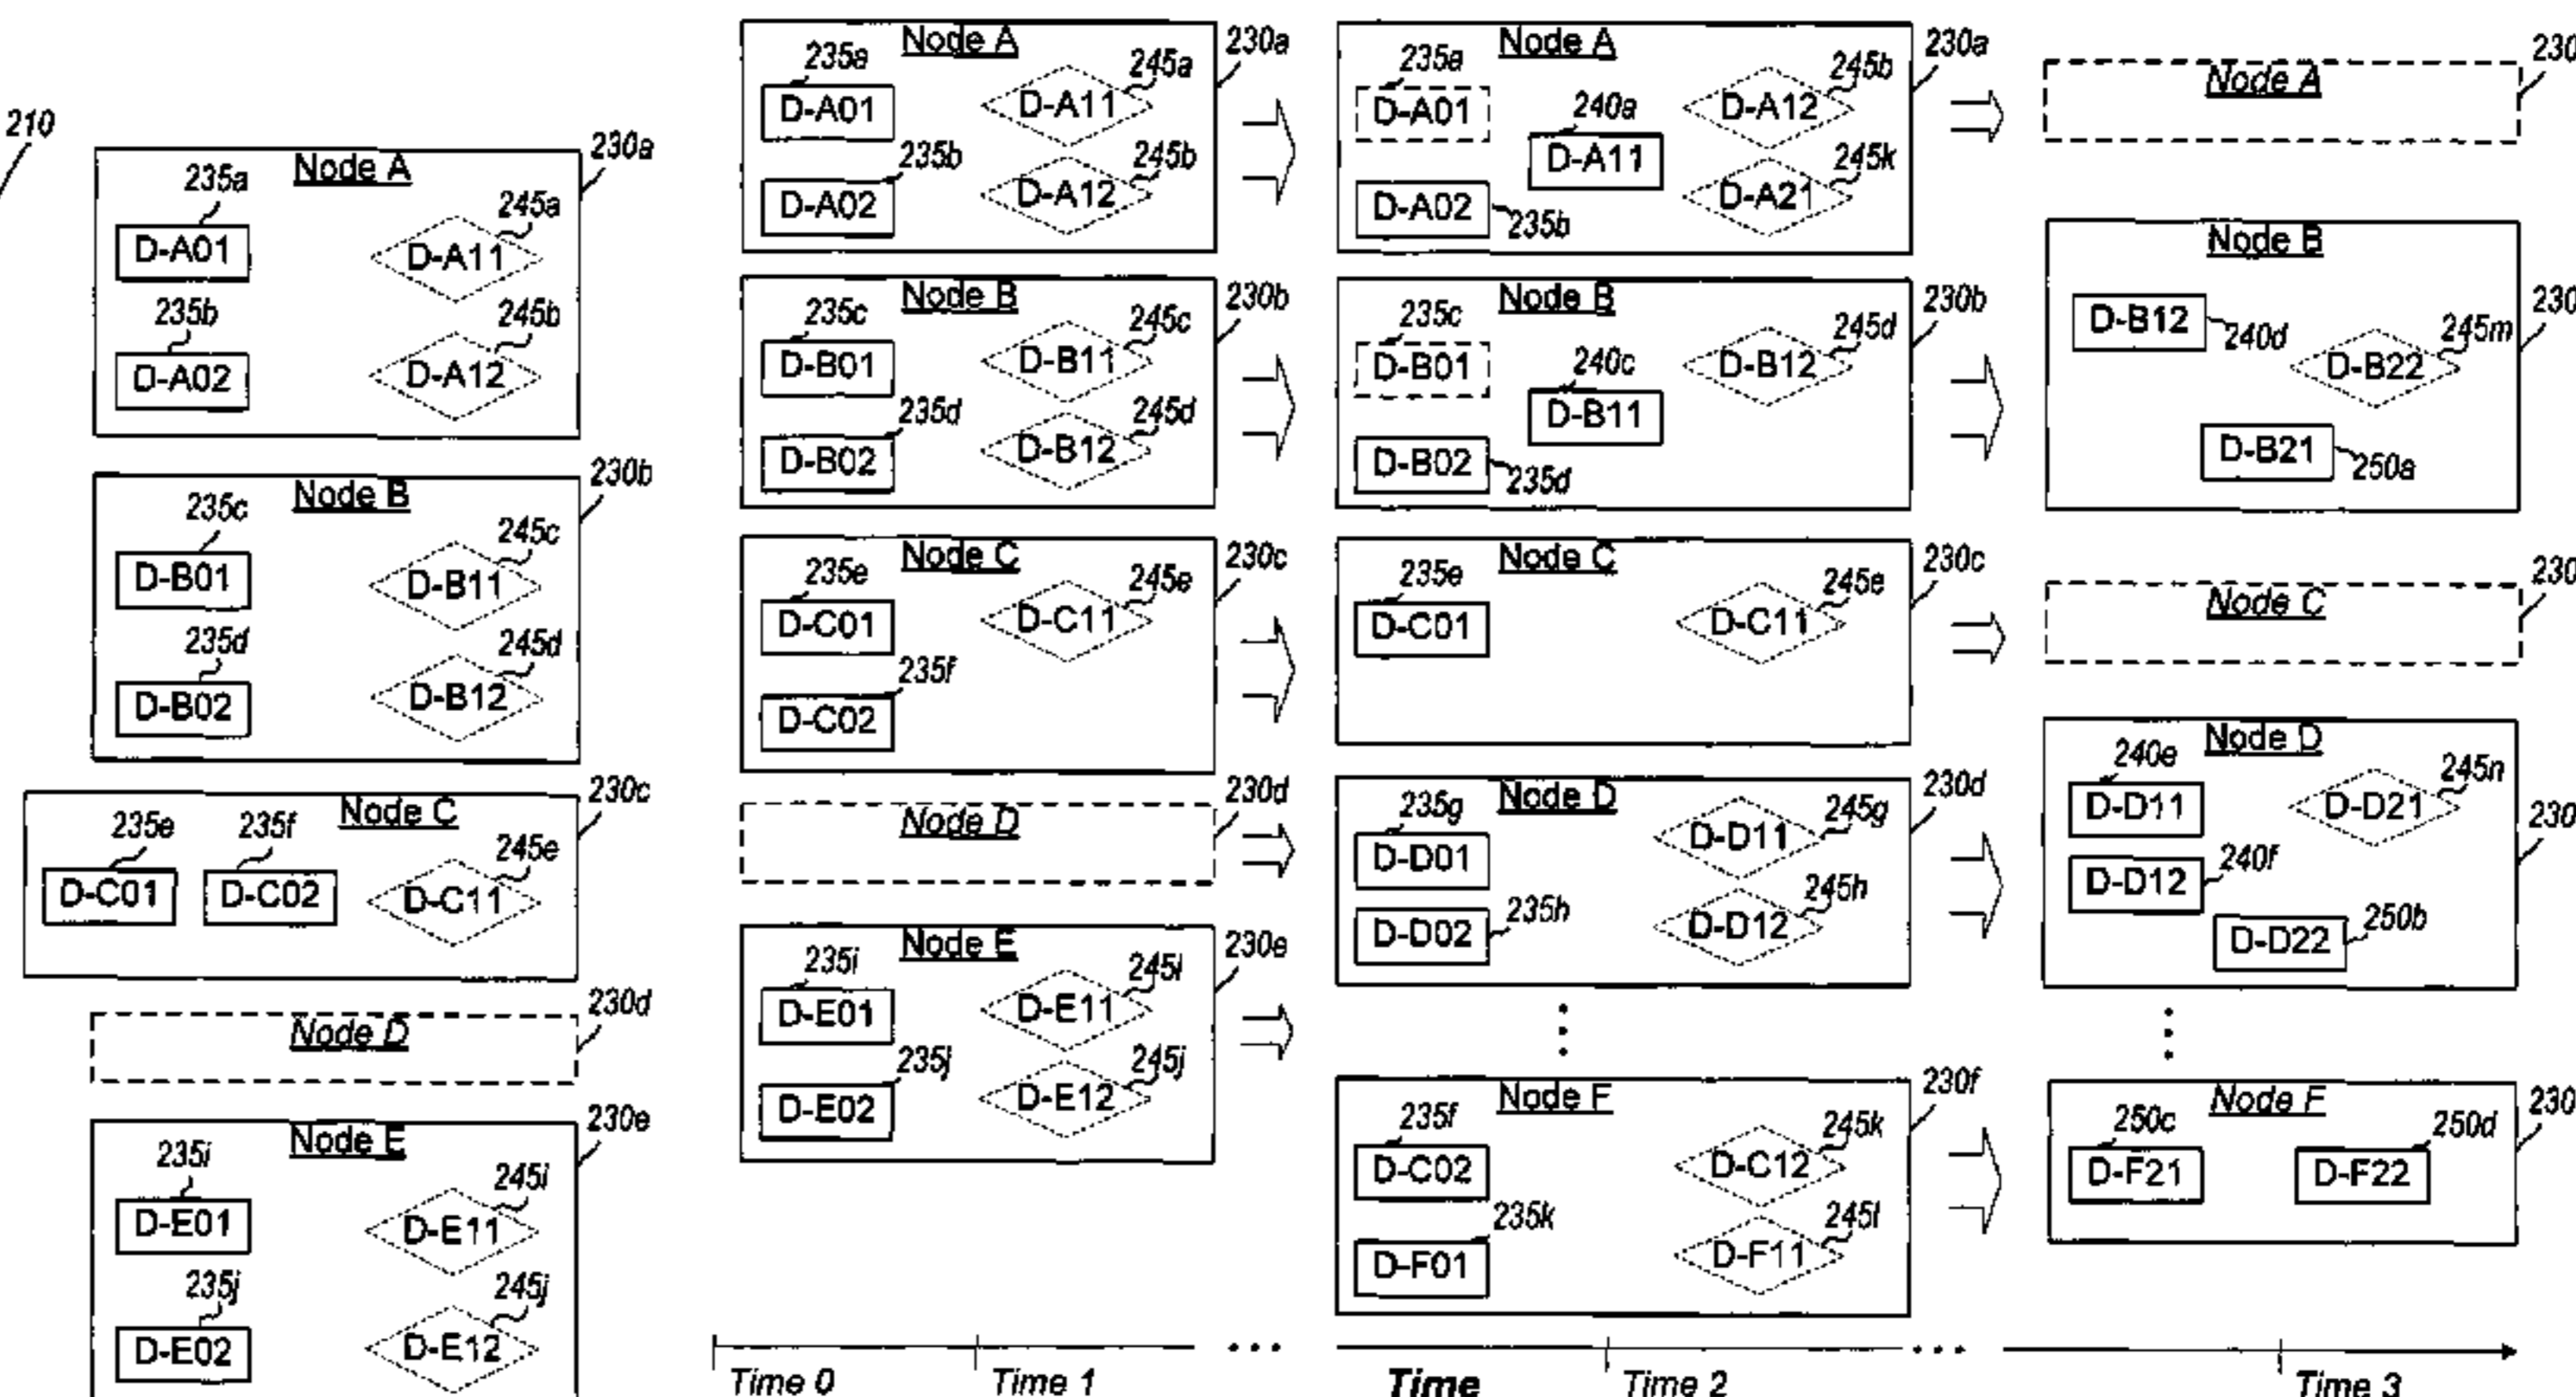 210
Node A
230a
235a
245a
D-A01
D-A11
235b
245b
D-A02
D-A12
Node B
230b
235c
245c
D-B01
D-B11
235d
245d
D-B02
D-B12
Node C
230c
235e
235f
245e
D-C01
D-C02
D-C11
Node D
230d
Node E
230e
235i
245i
D-E01
D-E11
235j
245j
D-E02
D-E12
Node A
230a
235a
245a
D-A01
D-A11
235b
245b
D-A02
D-A12
Node B
230b
235c
245c
D-B01
D-B11
235d
245d
D-B02
D-B12
Node C
230c
235e
245e
D-C01
D-C11
235f
D-C02
Node D
230d
Node E
230e
235i
245i
D-E01
D-E11
235j
245j
D-E02
D-E12
Node A
230a
235a
245b
D-A01
240a
D-A12
D-A11
245k
D-A02
D-A21
235b
Node B
230b
235c
245d
D-B01
240c
D-B12
D-B11
D-B02
235d
Node C
230c
235e
245e
D-C01
D-C11
Node D
230d
235g
245g
D-D01
D-D11
235h
245h
D-D02
D-D12
Node F
230f
235f
245k
D-C02
D-C12
235k
245l
D-F01
D-F11
Node A
230
Node B
230
D-B12
240d
245m
D-B22
D-B21
250a
Node C
230
Node D
230
240e
245n
D-D11
D-D21
240f
D-D12
250b
D-D22
Node F
230
250c
250d
D-F21
D-F22
Time 0
Time 1
Time
Time 2
Time 3